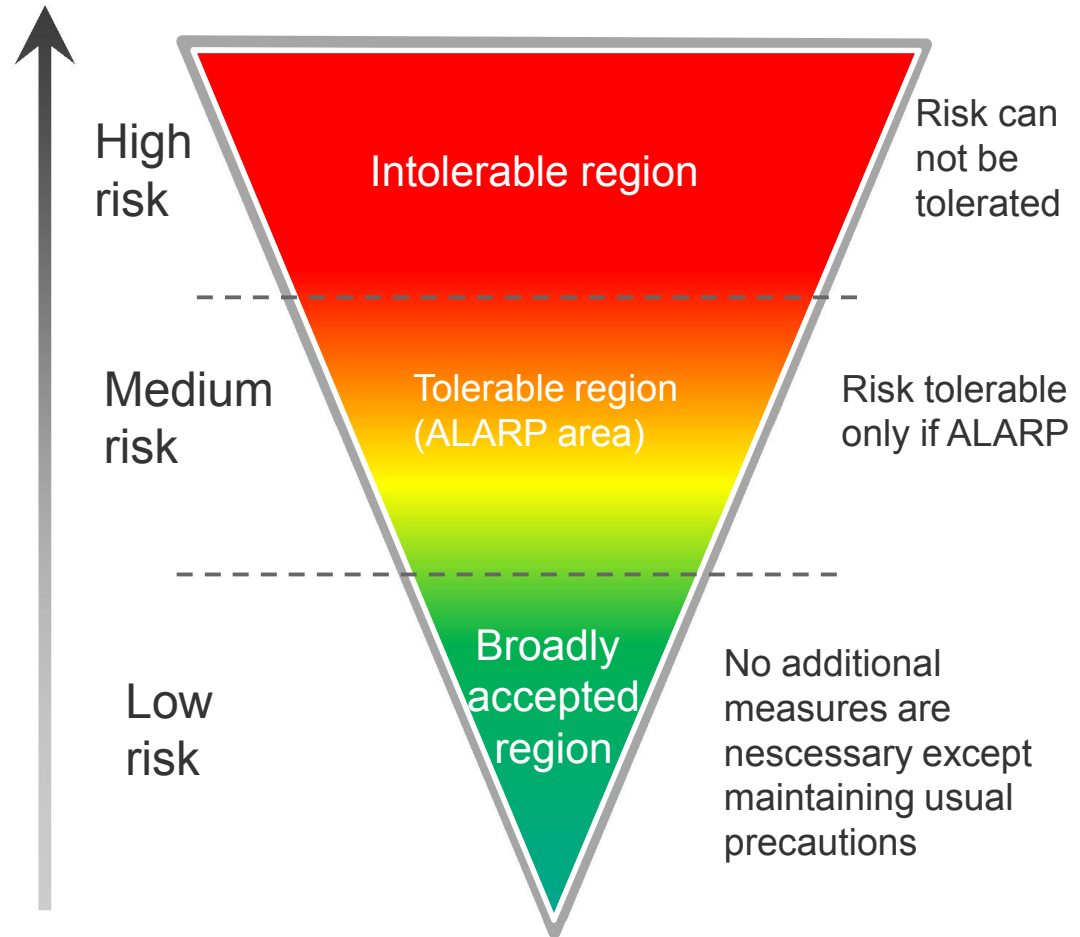 High
risk
Intolerable region
Risk can
not be
tolerated
Medium
risk
Tolerable region
(ALARP area)
Risk tolerable
only if ALARP
Low
risk
Broadly
accepted
region
No additional
measures are
nescessary except
maintaining usual
precautions